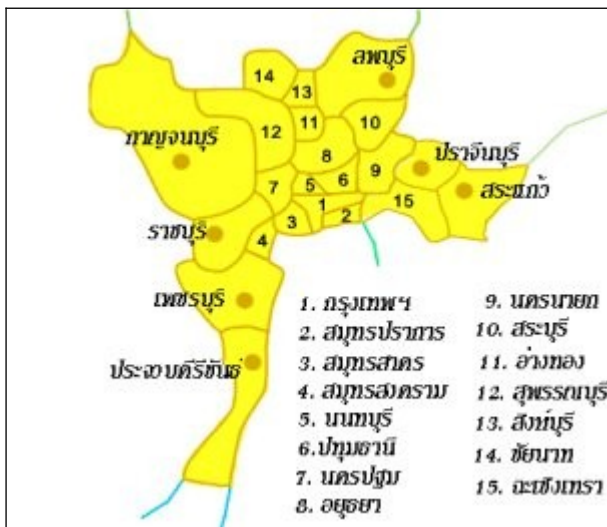 ลพบุรี
14
13
กาญจนบุรี
12
11
10
8
ปราจีนบุรี
9
7
5
6
สระแก้ว
15
1
ราชบุรี
3
2
4
เพชรบุรี
ประจวบคีรีขันธ์
1. กรุงเทพฯ
2. สมุทรปราการ
3. สมุทรสาคร
4. สมุทรสงคราม
5. นนทบุรี
6.ปทุมธานี
7. นครปฐม
8. อยุธยา
9. นครนายก
10. สระบุรี
11. อ่างทอง
12. สุพรรณบุรี
13. สิงห์บุรี
14. ชัยนาท
15. ฉะเชิงเทรา